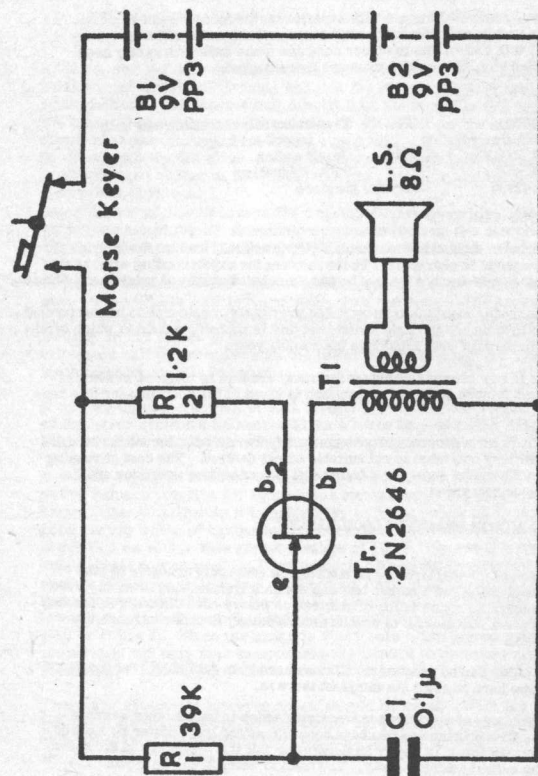 Morse Keyer
B1
9V
PP3
B2
9V
PP3
R
2
1·2K
L.S.
8Ω
T1
b2
b1
e
Tr.1
2N2646
R
1
39K
C1
0.1µ